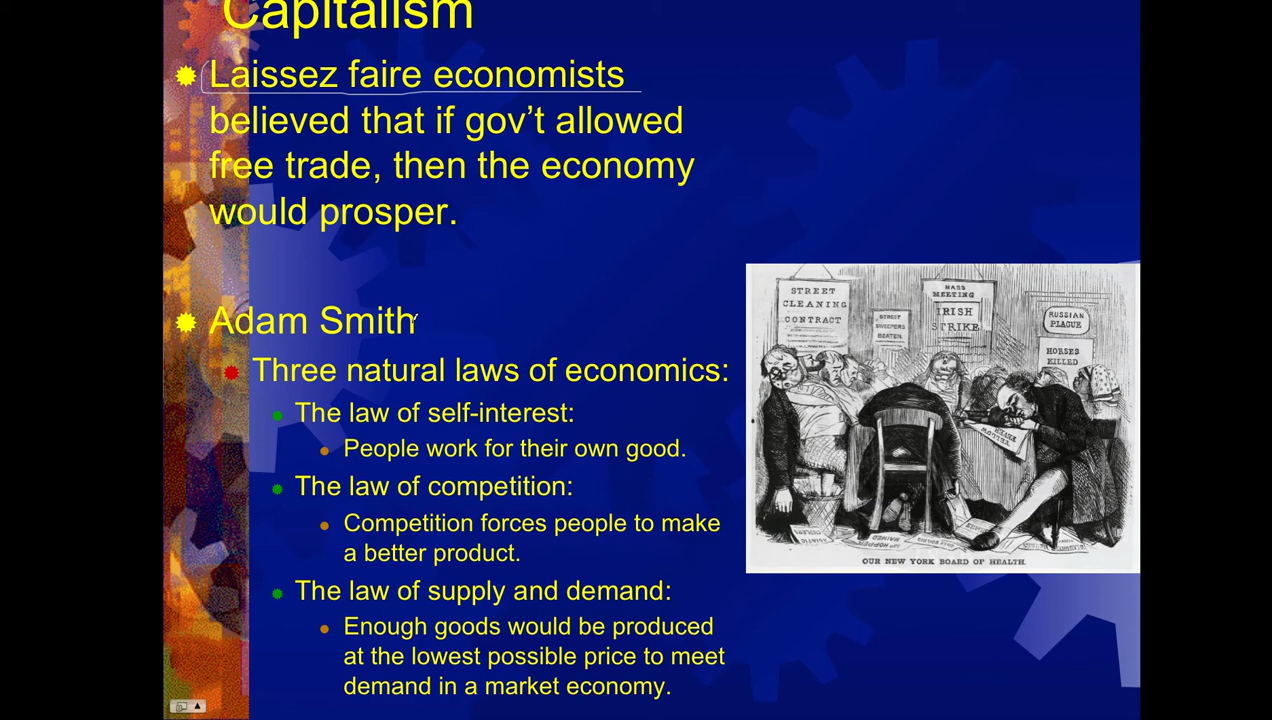 Capitalism
Laissez faire economists
believed that if gov't allowed
free trade, then the economy
would prosper.
Adam Smith
Three natural laws of economics:
The law of self-interest:
People work for their own good.
The law of competition:
Competition forces people to make
a better product.
The law of supply and demand:
Enough goods would be produced
at the lowest possible price to meet
demand in a market economy.
STREET
CLEANING
CONTRACT
STREET
SWEEPERS
BEATEN
MASS
MEETING
IRISH
STRIKE
RUSSIAN
PLAGUE
HORSES
KILLED
YELLOW
FEVER
OUR NEW YORK BOARD OF HEALTH.